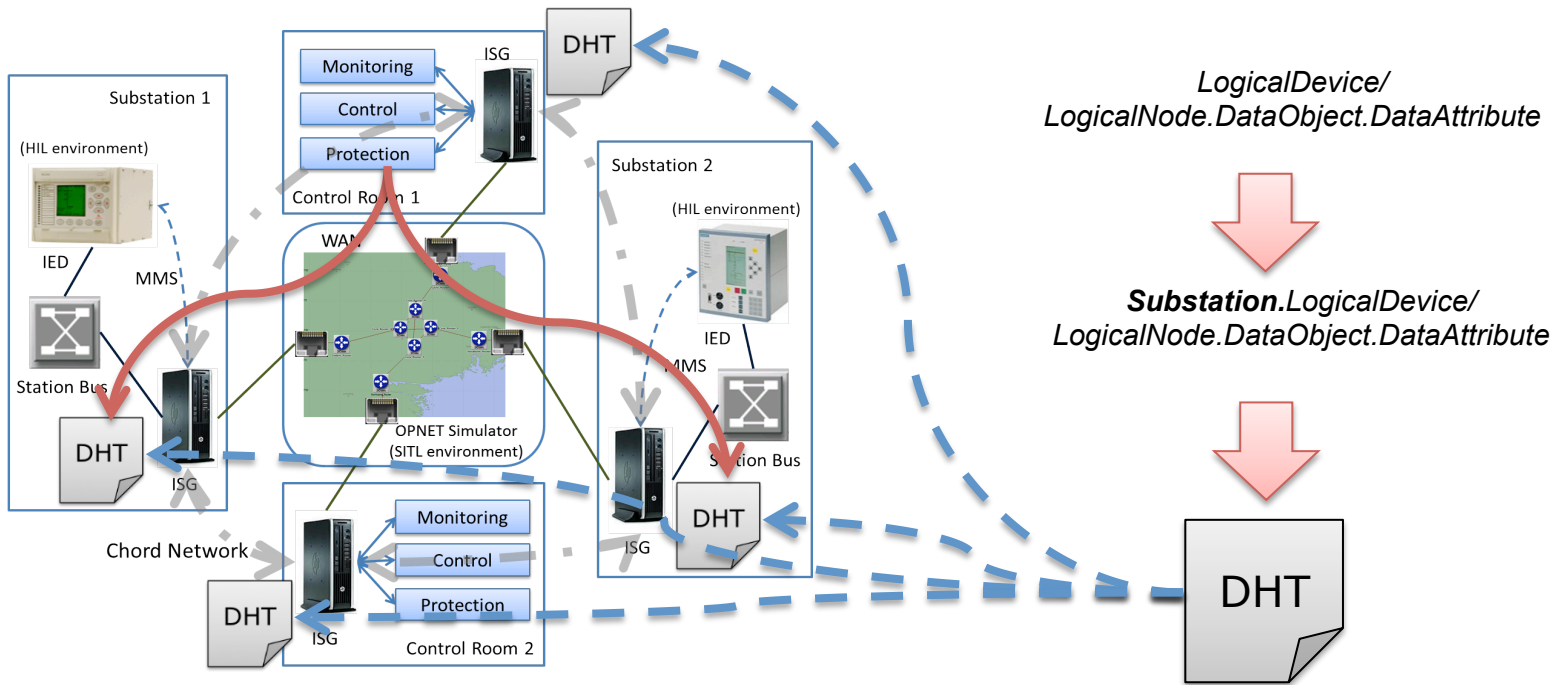 DHT
ISG
Monitoring
Control
Protection
Control Room 1
Substation 1
(HIL environment)
IED
MMS
Station Bus
DHT
ISG
WAN
OPNET Simulator
(SITL environment)
Substation 2
(HIL environment)
IED
MMS
Station Bus
DHT
ISG
Chord Network
Monitoring
Control
Protection
DHT
ISG
Control Room 2
LogicalDevice/
LogicalNode.DataObject.DataAttribute
Substation.LogicalDevice/
LogicalNode.DataObject.DataAttribute
DHT